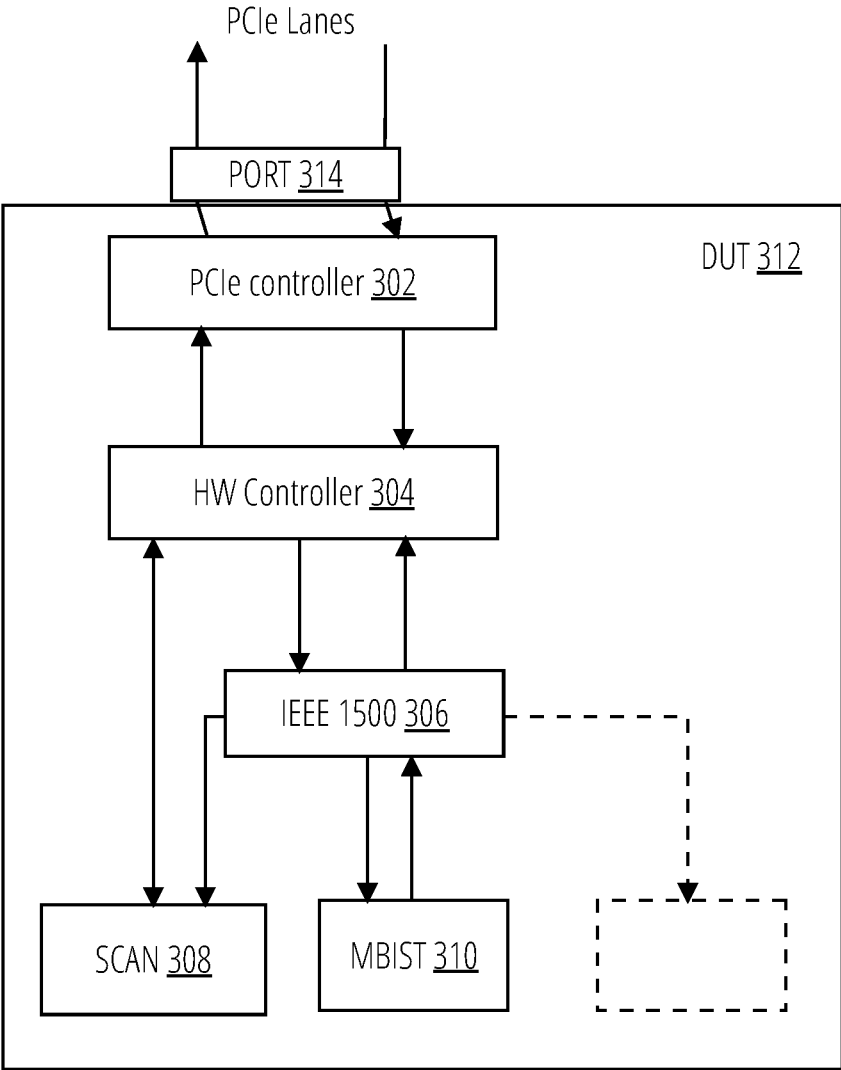 PCIe Lanes
PORT 314
DUT 312
PCIe controller 302
HW Controller 304
IEEE 1500 306
SCAN 308
MBIST 310